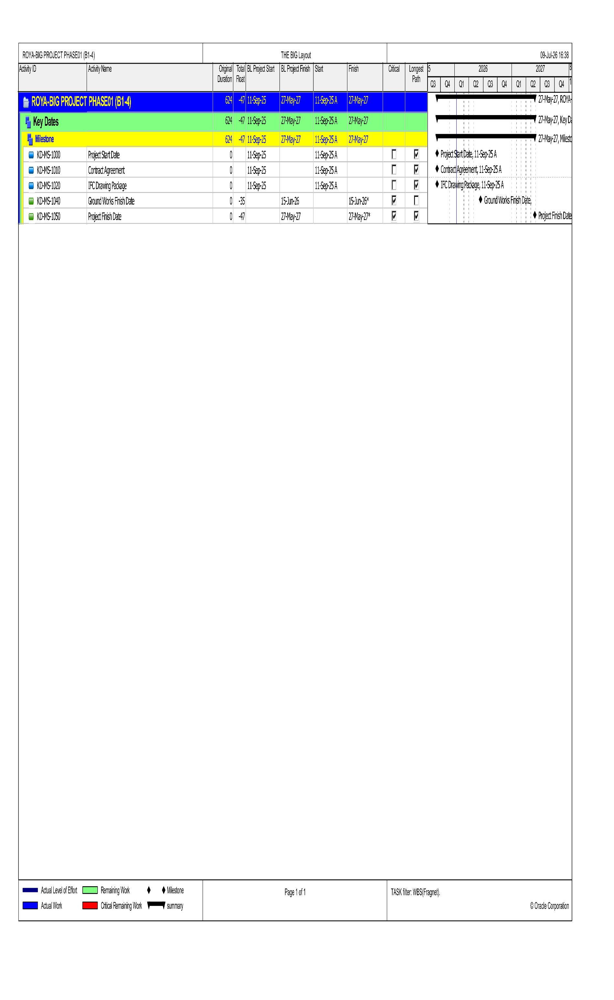 ROYA-BIG PROJECT PHASE01 (B1-4) THE BIG Layout 09-Jul-26 16:38
Activity ID Activity Name Original Duration Total Float BL Project Start BL Project Finish Start Finish Critical Longest Path 5 2026 2027 8
Q3 Q4 Q1 Q2 Q3 Q4 Q1 Q2 Q3 Q4 1
ROYA-BIG PROJECT PHASE01 (B1-4) 624 -47 11-Sep-25 27-May-27 11-Sep-25 A 27-May-27 27-May-27, ROYA-
Key Dates 624 -47 11-Sep-25 27-May-27 11-Sep-25 A 27-May-27 27-May-27, Key Da
Milestone 624 -47 11-Sep-25 27-May-27 11-Sep-25 A 27-May-27 27-May-27, Milesto
KD-MS-1000 Project Start Date 0 11-Sep-25 11-Sep-25 A Project Start Date, 11-Sep-25 A
KD-MS-1010 Contract Agreement 0 11-Sep-25 11-Sep-25 A Contract Agreement, 11-Sep-25 A
KD-MS-1020 IFC Drawing Package 0 11-Sep-25 11-Sep-25 A IFC Drawing Package, 11-Sep-25 A
KD-MS-1040 Ground Works Finish Date 0 -35 15-Jun-26 15-Jun-26* Ground Works Finish Date,
KD-MS-1050 Project Finish Date 0 -47 27-May-27 27-May-27* Project Finish Date
Actual Level of Effort Remaining Work Milestone Page 1 of 1 TASK filter: WBS(Fragnet).
Actual Work Critical Remaining Work summary © Oracle Corporation